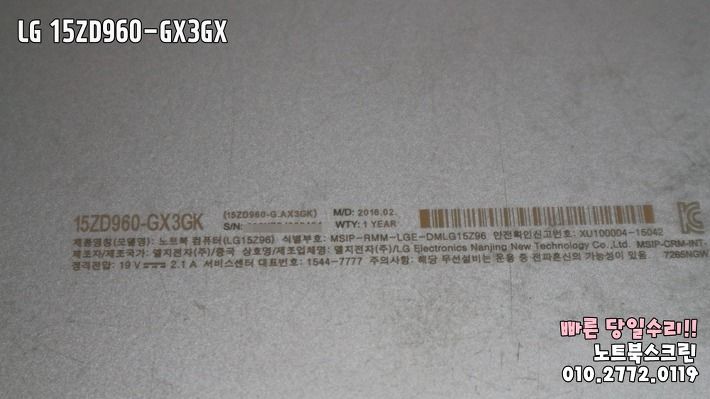 LG 15ZD960-GX3GX
15ZD960-GX3GK (15ZD960-G.AX3GK) M/D: 2016.02.
S/N: WTY: 1 YEAR
제품명칭(모델명): 노트북 컴퓨터(LG15Z96) 식별부호: MSIP-RMM-LGE-DMLG15Z96 안전확인신고번호: XU100004-15042
제조자/제조국가: 엘지전자(주)/중국 상호명/제조업체명: 엘지전자(주)/LG Electronics Nanjing New Technology Co.,Ltd. MSIP-CRM-INT-
7265NGW
정격전압: 19 V 2.1 A 서비스센터 대표번호: 1544-7777 주의사항: 해당 무선설비는 운용 중 전파혼신의 가능성이 있음
빠른 당일수리!!
노트북스크린
010.2772.0119